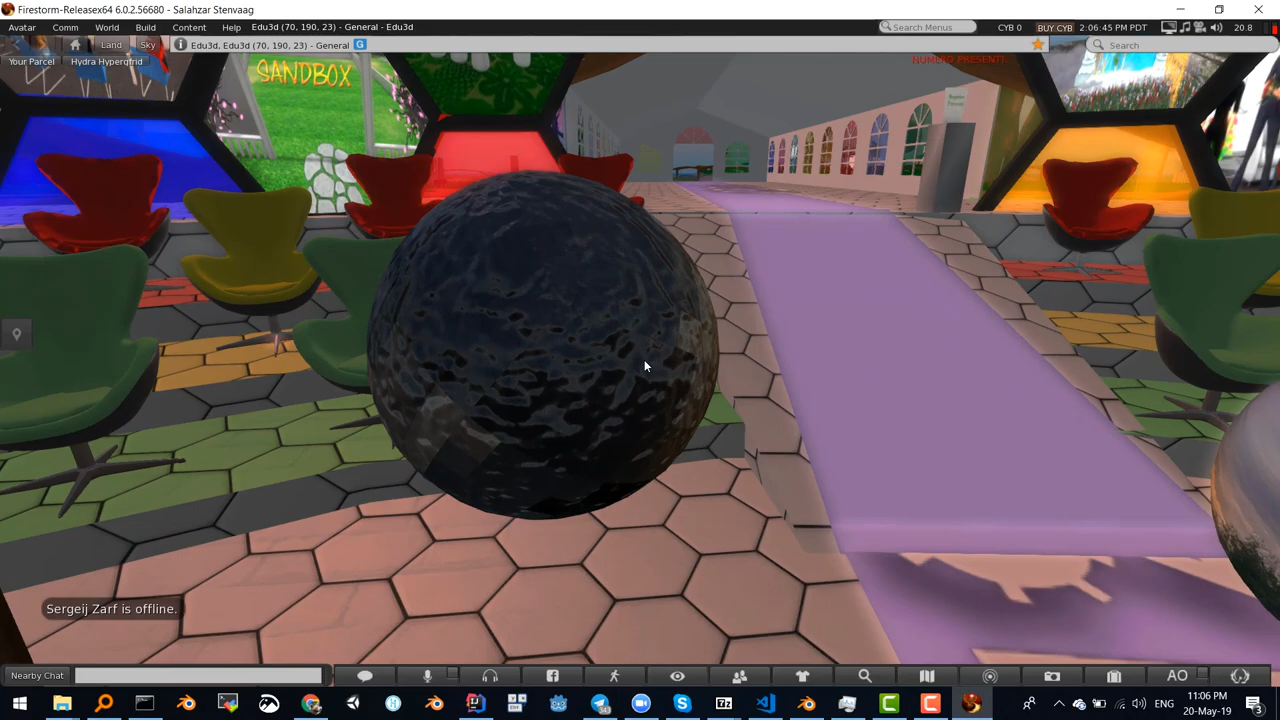 Firestorm-Releasex64 6.0.2.56680 - Salahzar Stenvaag
Avatar Comm World Build Content Help Edu3d (70, 190, 23) - General - Edu3d Search Menus CYB 0 BUY CYB 2:06:45 PM PDT 20.8
Land Sky Edu3d, Edu3d (70, 190, 23) - General G Search
Your Parcel Hydra Hypergrid
NUMERO PRESENTI:
SANDBOX
Sergeij Zarf is offline.
Nearby Chat AO
ENG 11:06 PM
20-May-19 3